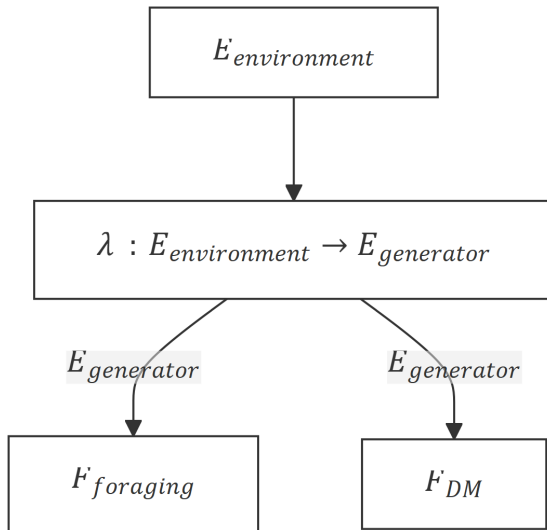 E_environment
λ : E_environment → E_generator
E_generator E_generator
F_foraging F_DM